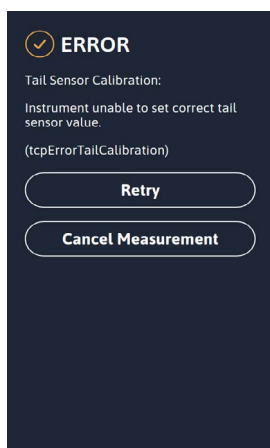 ERROR
Tail Sensor Calibration:
Instrument unable to set correct tail
sensor value.
(tcpErrorTailCalibration)
Retry
Cancel Measurement